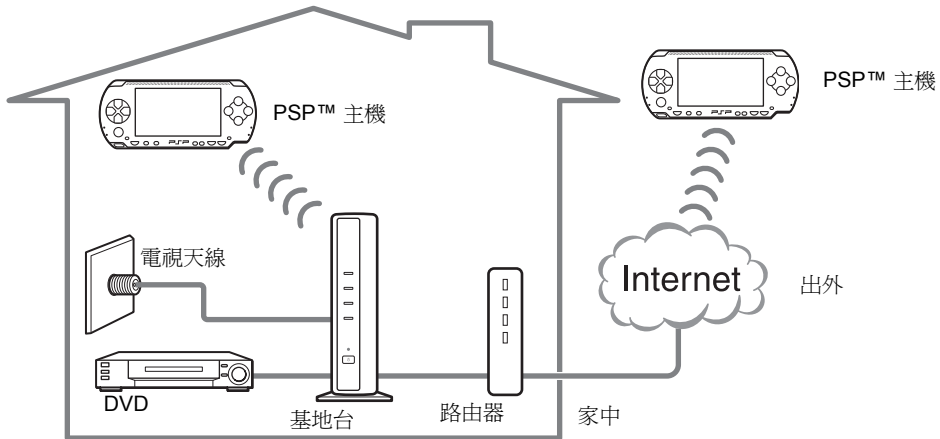 PSP™ 主機
PSP™ 主機
電視天線
Internet
出外
DVD
基地台
路由器
家中